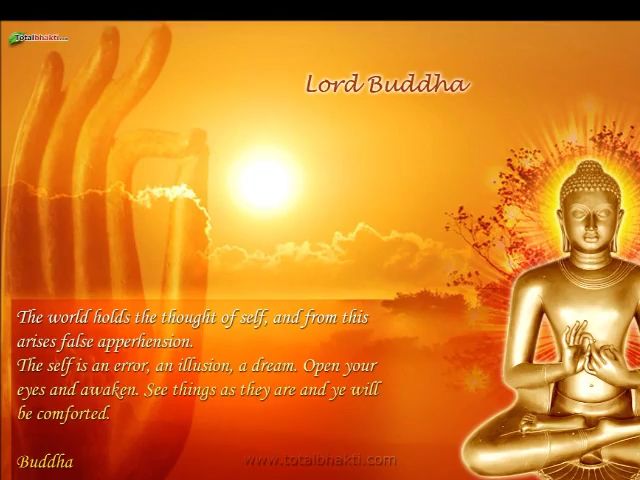 Totalbhakti.com
Lord Buddha
The world holds the thought of self, and from this
arises false apperhension.
The self is an error, an illusion, a dream. Open your
eyes and awaken. See things as they are and ye will
be comforted.
Buddha
www.totalbhakti.com